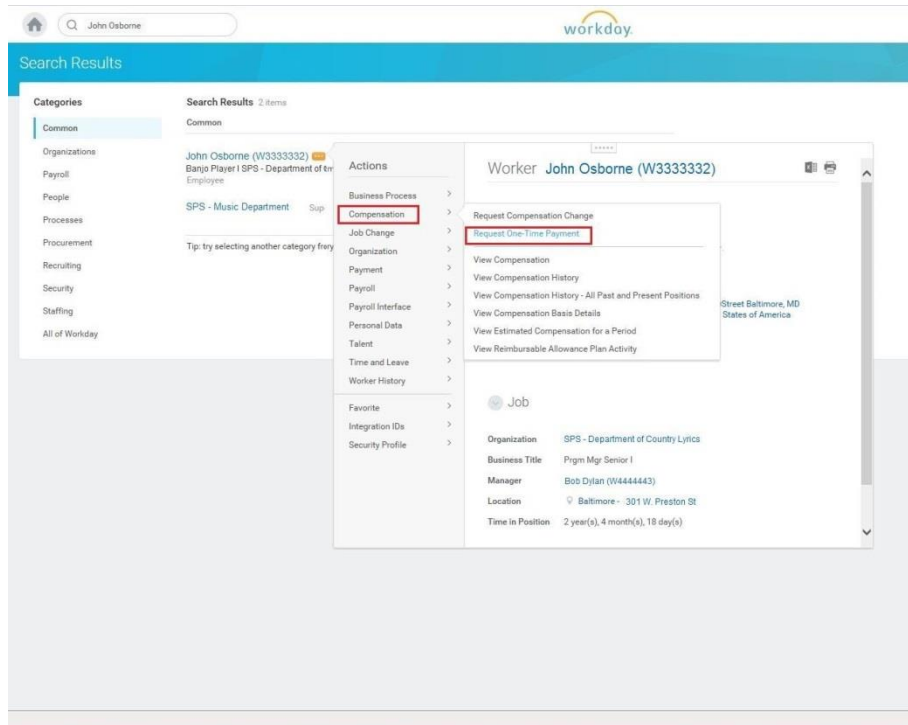 John Osborne
workday.
Search Results
Categories
Common
Organizations
Payroll
People
Processes
Procurement
Recruiting
Security
Staffing
All of Workday
Search Results 2 items
Common
John Osborne (W3333332)
Banjo Player I SPS - Department of
Employee
SPS - Music Department Sup
Tip: try selecting another category
Actions
Business Process
Compensation
Job Change
Organization
Payment
Payroll
Payroll Interface
Personal Data
Talent
Time and Leave
Worker History
Favorite
Integration IDs
Security Profile
Worker John Osborne (W3333332)
Request Compensation Change
Request One-Time Payment
View Compensation
View Compensation History
View Compensation History - All Past and Present Positions
View Compensation Basis Details
View Estimated Compensation for a Period
View Reimbursable Allowance Plan Activity
Street Baltimore, MD
States of America
Job
Organization SPS - Department of Country Lyrics
Business Title Prgm Mgr Senior I
Manager Bob Dylan (W4444443)
Location Baltimore - 301 W. Preston St
Time in Position 2 year(s), 4 month(s), 18 day(s)